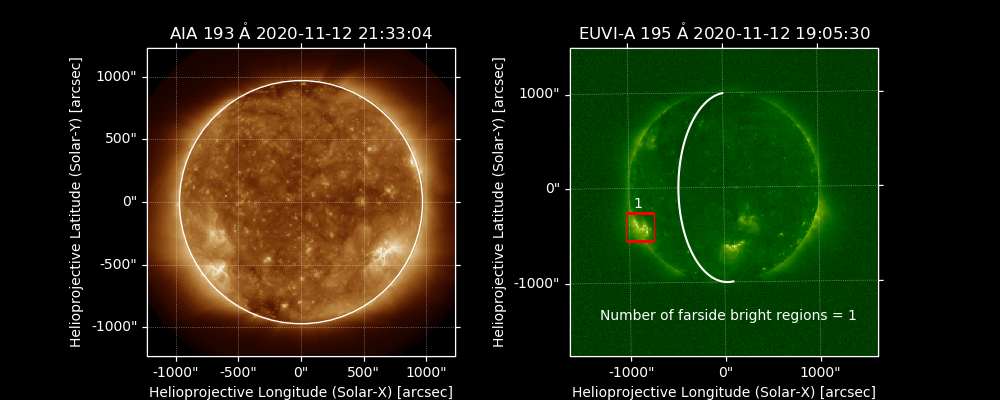 AIA 193 Å 2020-11-12 21:33:04
Helioprojective Latitude (Solar-Y) [arcsec]
1000"
500"
0"
-500"
-1000"
-1000"
-500"
0"
500"
1000"
Helioprojective Longitude (Solar-X) [arcsec]
EUVI-A 195 Å 2020-11-12 19:05:30
Helioprojective Latitude (Solar-Y) [arcsec]
1000"
0"
-1000"
1
Number of farside bright regions = 1
-1000"
0"
1000"
Helioprojective Longitude (Solar-X) [arcsec]